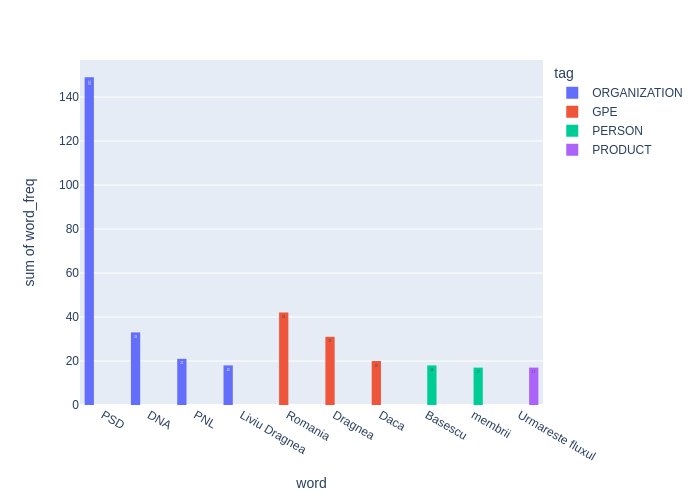 tag
ORGANIZATION
GPE
PERSON
PRODUCT
sum of word_freq
140
120
100
80
60
40
20
0
PSD
DNA
PNL
Liviu Dragnea
Romania
Dragnea
Daca
Basescu
membrii
Urmareste fluxul
word